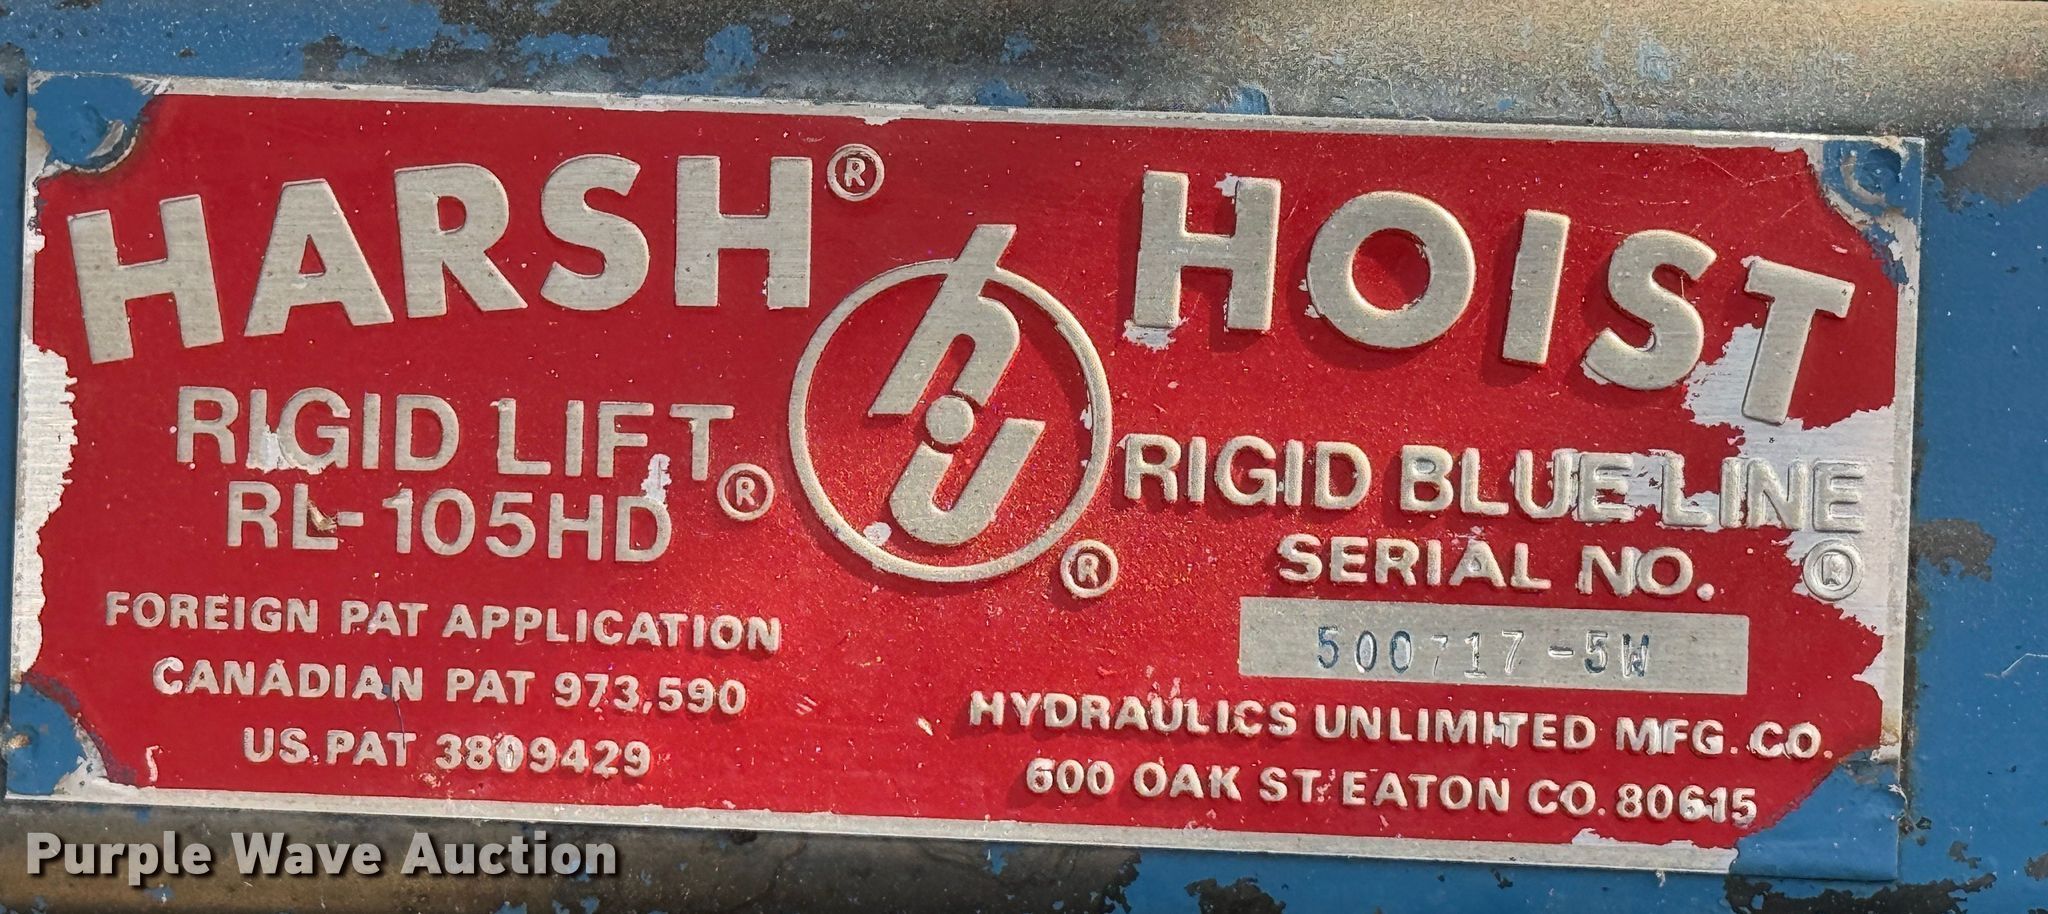 HARSH® HOIST
hu ®
RIGID LIFT®
RL-105HD
FOREIGN PAT APPLICATION
CANADIAN PAT 973,590
US.PAT 3809429
RIGID BLUE LINE ®
SERIAL NO.
500717-5W
HYDRAULICS UNLIMITED MFG. CO.
600 OAK ST. EATON CO. 80615
Purple Wave Auction